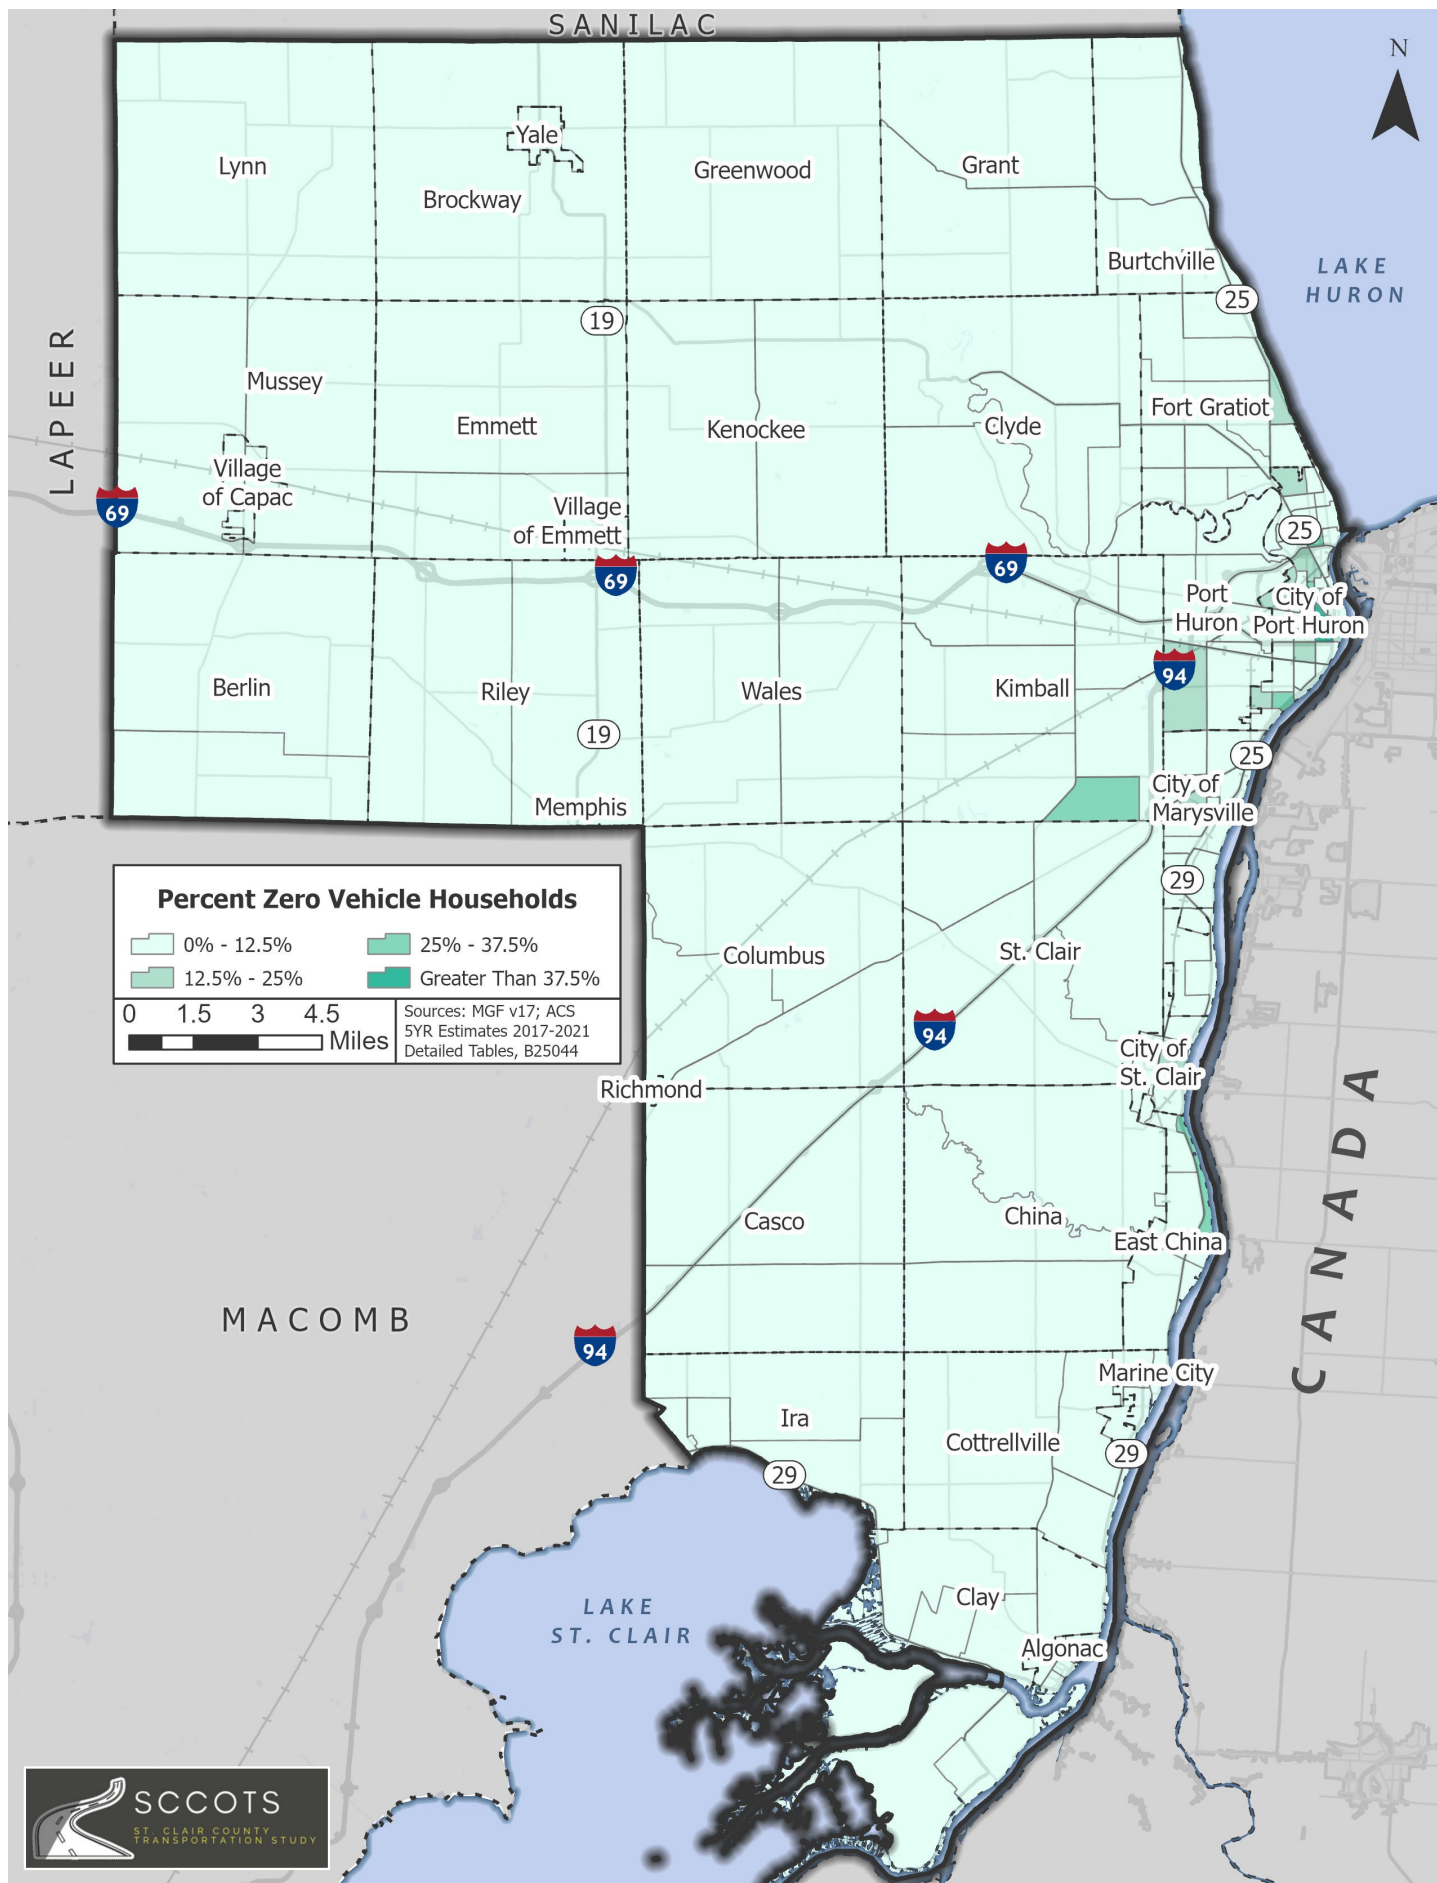 SANILAC
N
Yale
Lynn
Greenwood
Grant
Brockway
Burtchville
LAKE
HURON
25
19
LAPEER
Mussey
Fort Gratiot
Emmett
Kenockee
Clyde
Village
of Capac
69
Village
of Emmett
25
69
69
Port
Huron
City of
Port Huron
94
Berlin
Riley
Wales
Kimball
19
25
City of
Marysville
Memphis
29
Percent Zero Vehicle Households
0% - 12.5%
25% - 37.5%
12.5% - 25%
Greater Than 37.5%
0 1.5 3 4.5
Miles
Sources: MGF v17; ACS
5YR Estimates 2017-2021
Detailed Tables, B25044
Columbus
St. Clair
94
City of
St. Clair
Richmond
CANADA
Casco
China
East China
MACOMB
94
Marine City
Ira
Cottrellville
29
29
Clay
LAKE
ST. CLAIR
Algonac
SCCOTS
ST. CLAIR COUNTY
TRANSPORTATION STUDY